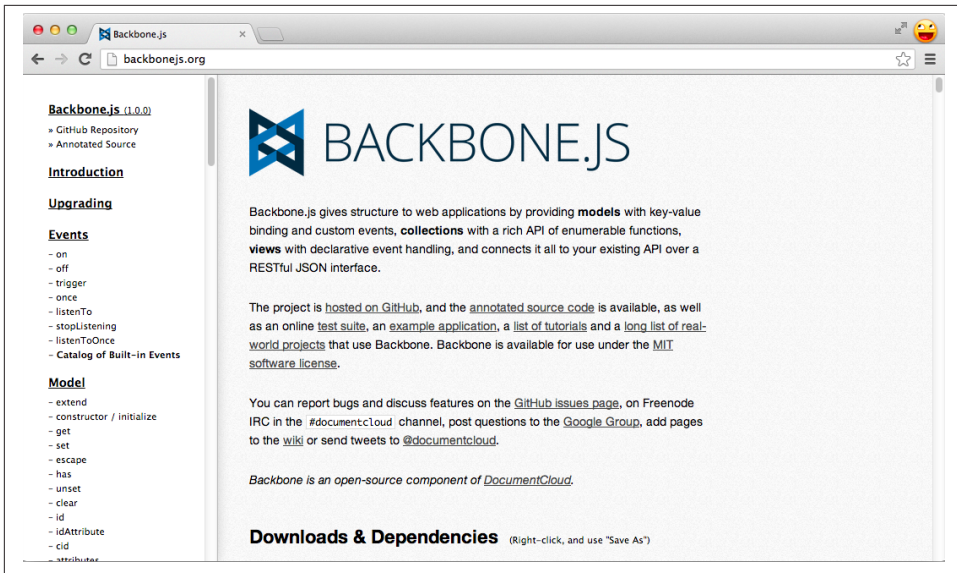 Backbone.js
backbonejs.org
Backbone.js (1.0.0)
» GitHub Repository
» Annotated Source
Introduction
Upgrading
Events
– on
– off
– trigger
– once
– listenTo
– stopListening
– listenToOnce
– Catalog of Built-in Events
Model
– extend
– constructor / initialize
– get
– set
– escape
– has
– unset
– clear
– id
– idAttribute
– cid
– attributes
BACKBONE.JS
Backbone.js gives structure to web applications by providing models with key-value
binding and custom events, collections with a rich API of enumerable functions,
views with declarative event handling, and connects it all to your existing API over a
RESTful JSON interface.
The project is hosted on GitHub, and the annotated source code is available, as well
as an online test suite, an example application, a list of tutorials and a long list of real-
world projects that use Backbone. Backbone is available for use under the MIT
software license.
You can report bugs and discuss features on the GitHub issues page, on Freenode
IRC in the #documentcloud channel, post questions to the Google Group, add pages
to the wiki or send tweets to @documentcloud.
Backbone is an open-source component of DocumentCloud.
Downloads & Dependencies (Right-click, and use "Save As")